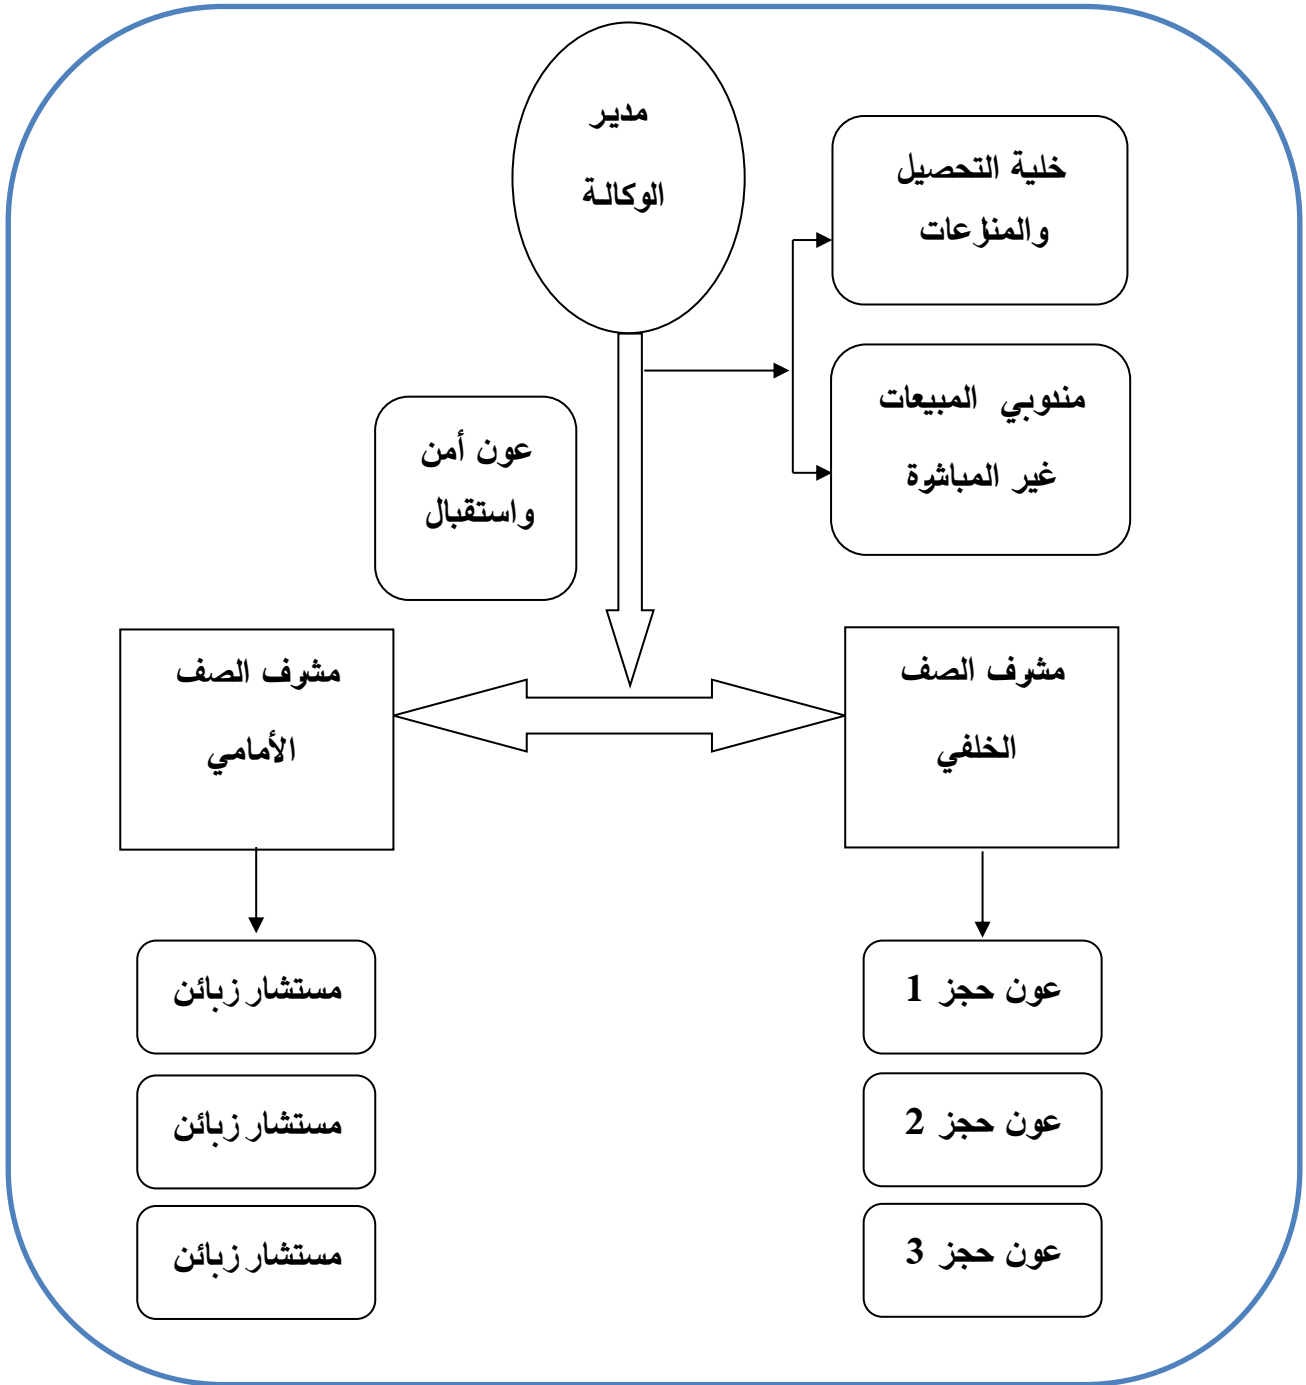 مدير
الوكالة
خلية التحصيل
والمنازعات
مندوبي المبيعات
غير المباشرة
عون أمن
واستقبال
مشرف الصف
الخلفي
مشرف الصف
الأمامي
عون حجز 1
مستشار زبائن
عون حجز 2
مستشار زبائن
عون حجز 3
مستشار زبائن